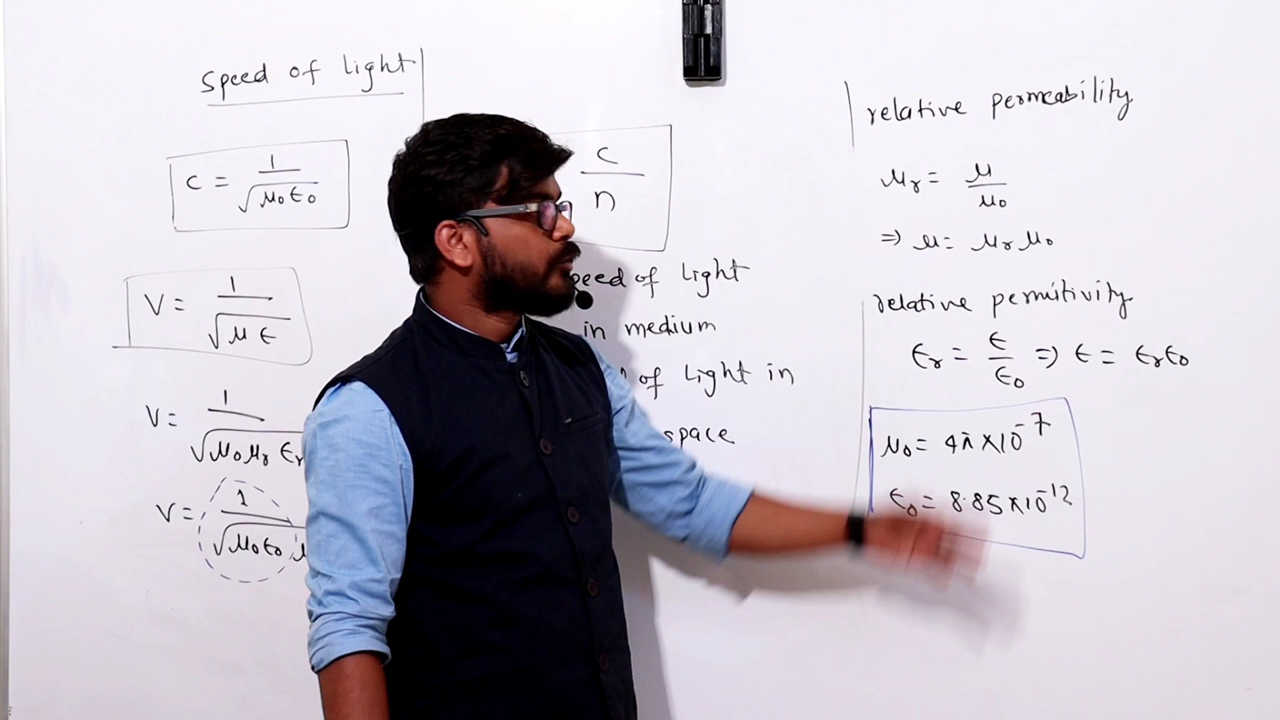 Speed of light
C = 1/√μ₀ϵ₀
V = 1/√μ ϵ
V = 1/√μ₀μᵣ ϵᵣ
V = 1/√μ₀ϵ₀
C/n
peed of light
in medium
of light in
space
relative permeability
μᵣ = μ/μ₀
⇒ μ = μᵣ μ₀
relative permitivity
ϵᵣ = ϵ/ϵ₀ ⇒ ϵ = ϵᵣϵ₀
μ₀ = 4π×10⁻⁷
ϵ₀ = 8.85×10⁻¹²